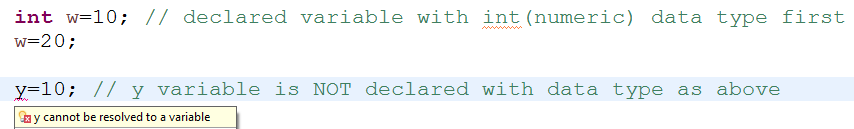 int w=10; // declared variable with int(numeric) data type first
w=20;
y=10; // y variable is NOT declared with data type as above
y cannot be resolved to a variable